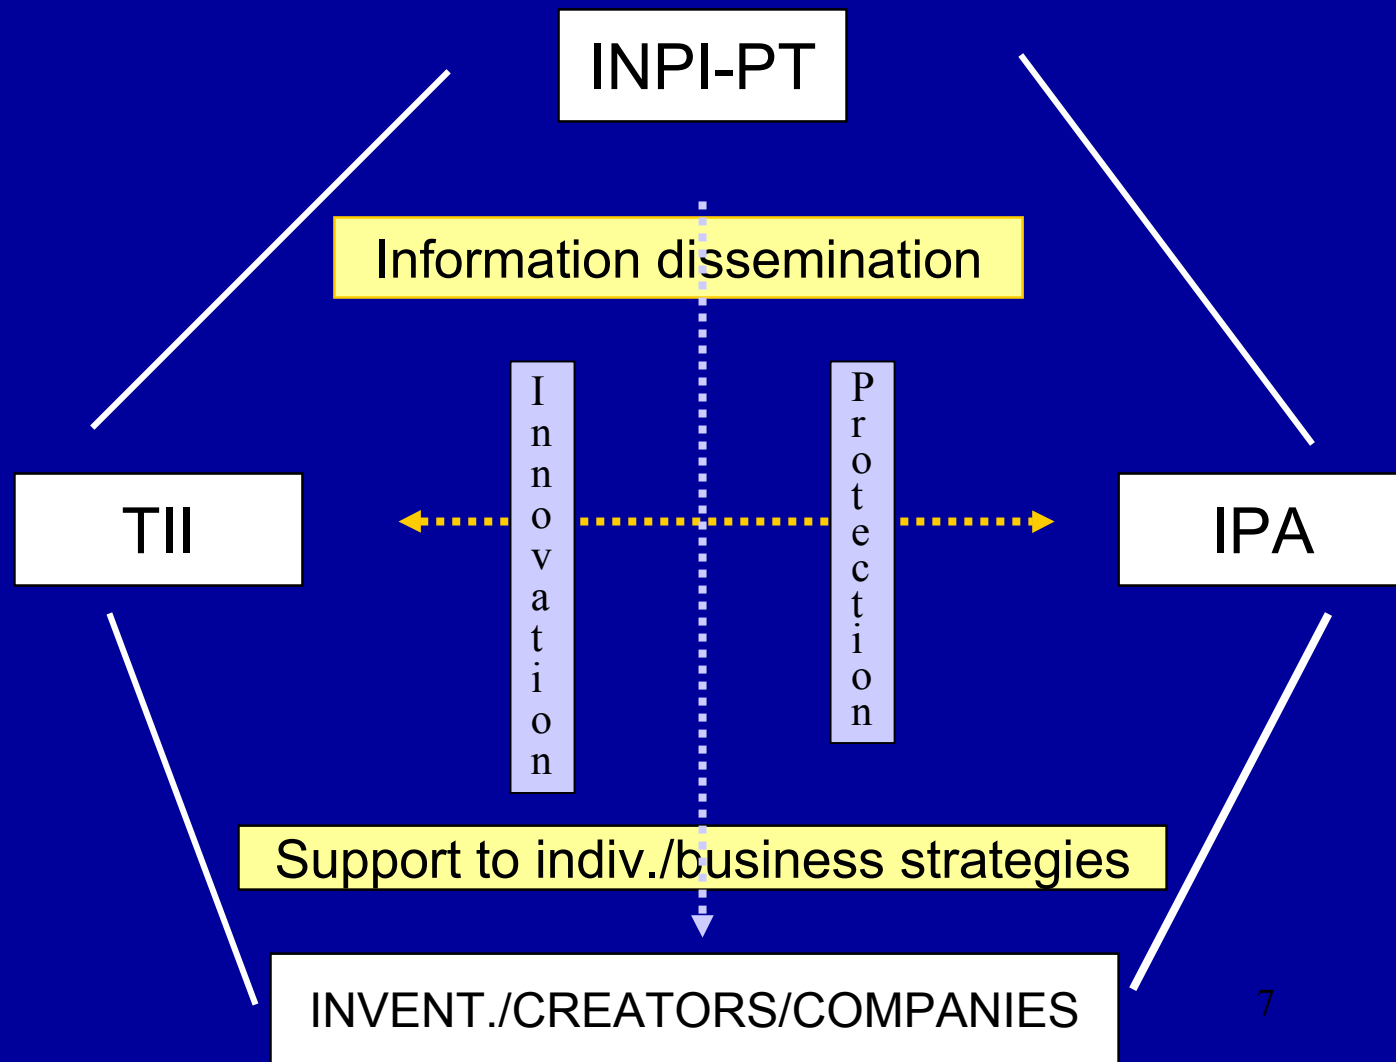 INPI-PT
Information dissemination
Innovation
Protection
TII
IPA
Support to indiv./business strategies
INVENT./CREATORS/COMPANIES
7